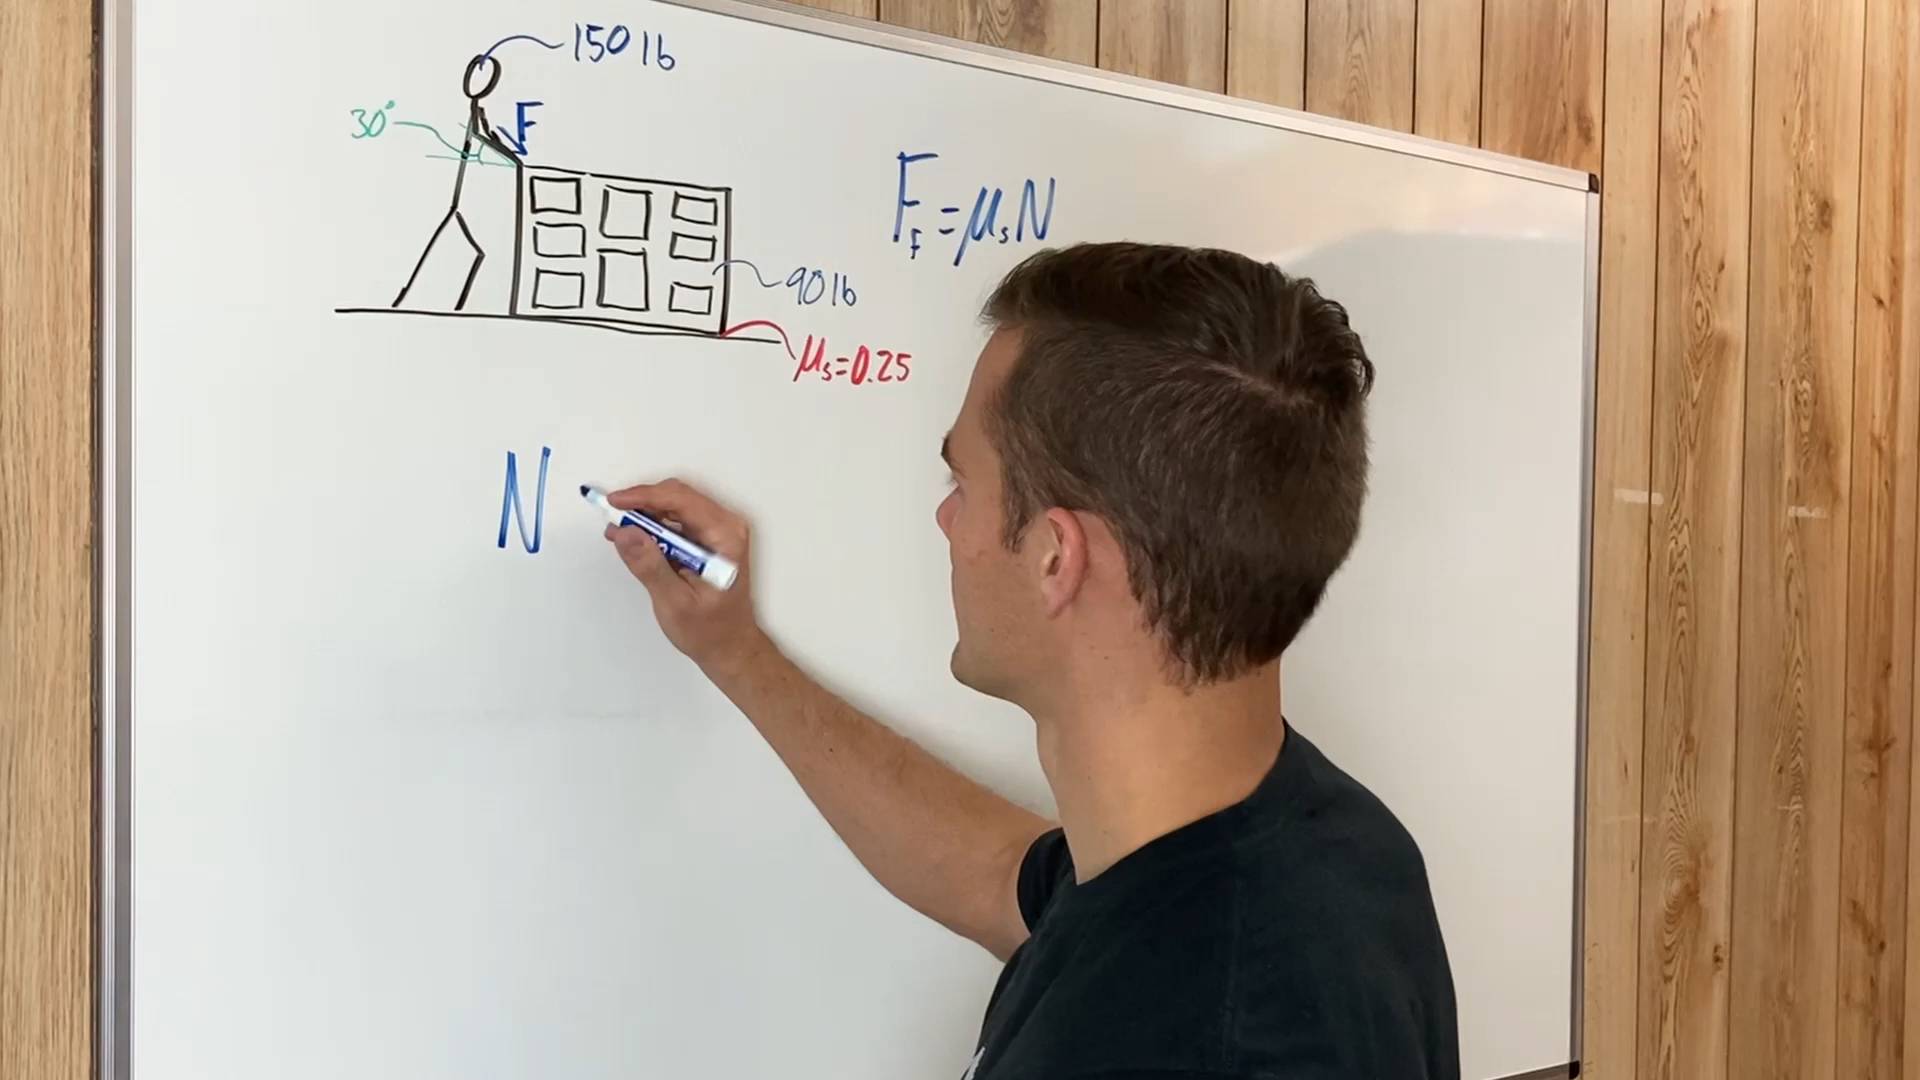 150 lb
30°
F
F_F = μ_s N
90 lb
μ_s = 0.25
N